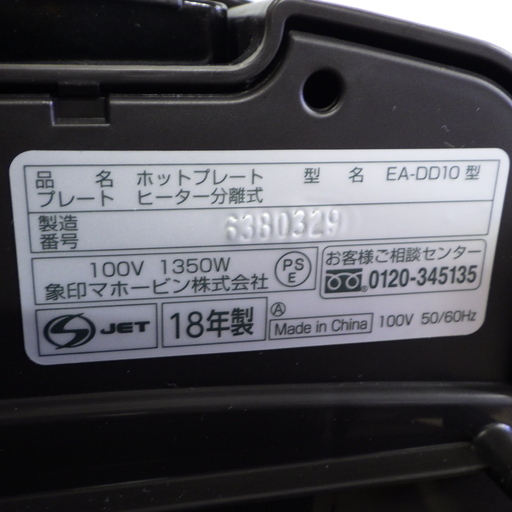 品 名 ホットプレート 型 名 EA-DD10 型
プレート ヒーター分離式
製造番号 6380329
100V 1350W
象印マホービン株式会社
PS E
お客様ご相談センター
0120-345135
S JET
18年製
A
Made in China 100V 50/60Hz